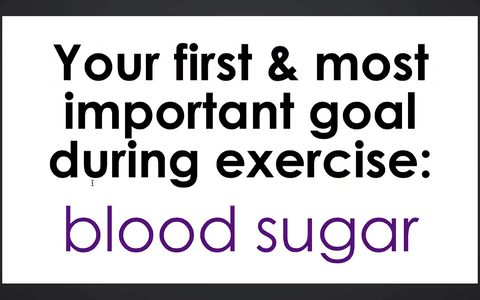 Your first & most
important goal
during exercise:
blood sugar